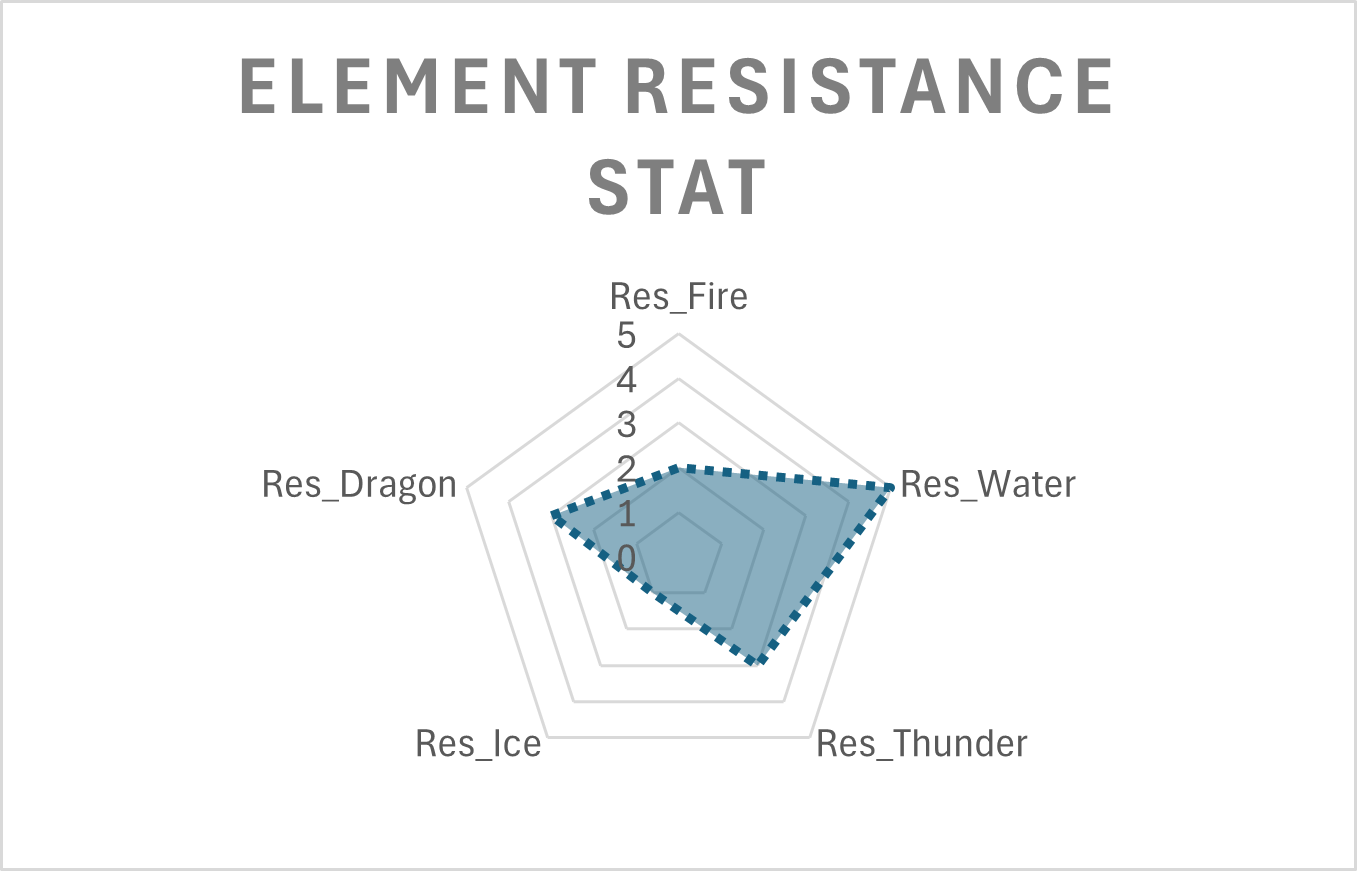 ELEMENT RESISTANCE
STAT
Res_Fire
5
4
3
2
1
0
Res_Water
Res_Dragon
Res_Ice
Res_Thunder